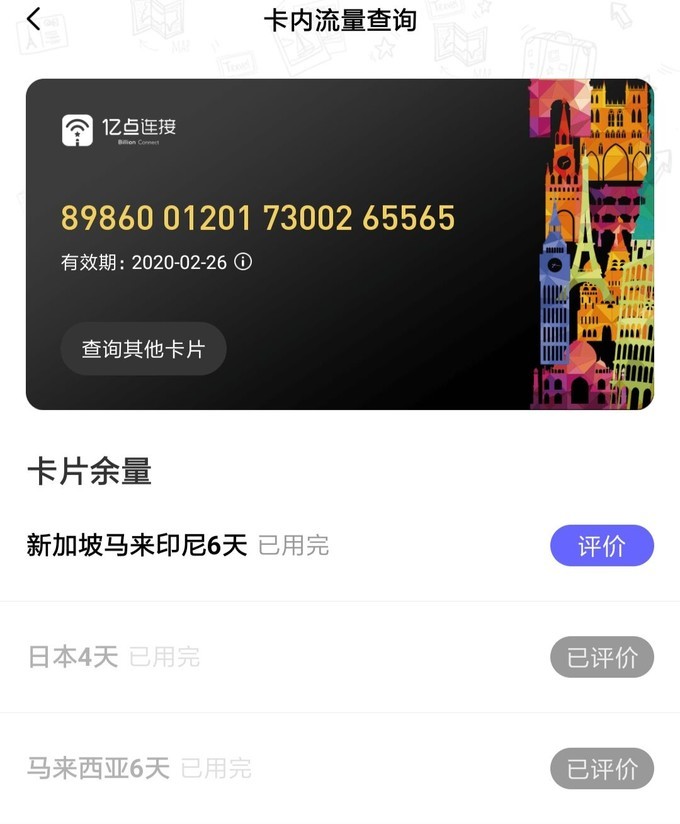 卡内流量查询
亿点连接
Billion Connect
89860 01201 73002 65565
有效期：2020-02-26
查询其他卡片
卡片余量
新加坡马来印尼6天 已用完 评价
日本4天 已用完 已评价
马来西亚6天 已用完 已评价